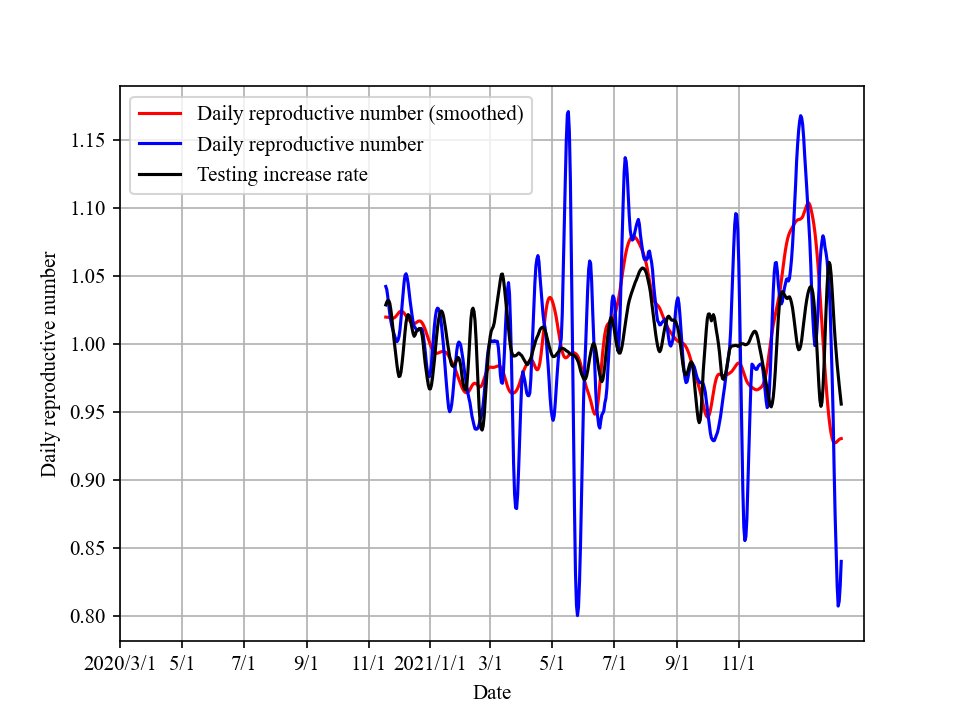 Daily reproductive number (smoothed)
Daily reproductive number
Testing increase rate
Daily reproductive number
1.15
1.10
1.05
1.00
0.95
0.90
0.85
0.80
2020/3/1 5/1 7/1 9/1 11/1 2021/1/1 3/1 5/1 7/1 9/1 11/1
Date